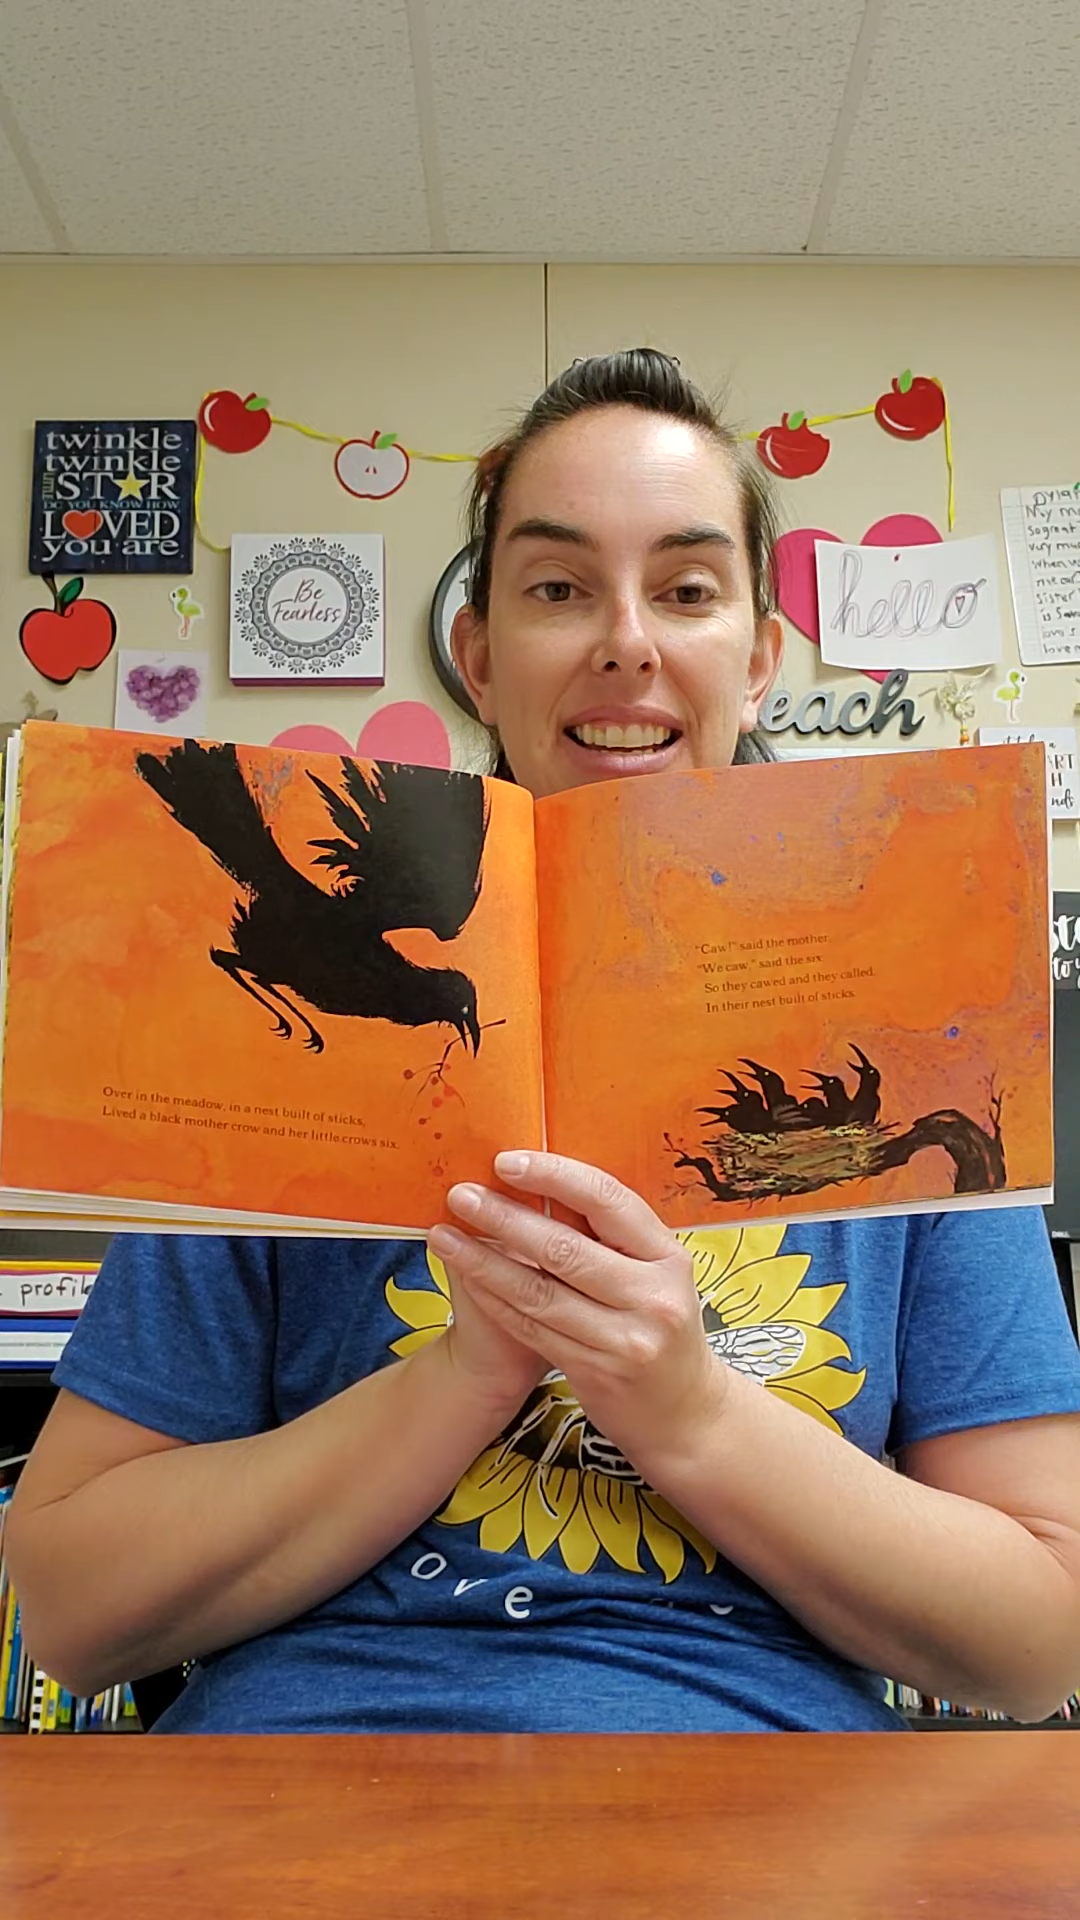 twinkle
twinkle
LITTLE
STAR
DO YOU KNOW HOW
LOVED
you are
Be
Fearless
hello
each
Over in the meadow, in a nest built of sticks,
Lived a black mother crow and her little crows six.
"Caw!" said the mother.
"We caw," said the six.
So they cawed and they called.
In their nest built of sticks.
profile
ove